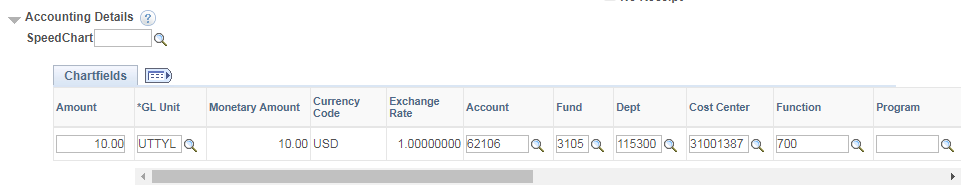 Accounting Details ?
SpeedChart
Chartfields
Amount *GL Unit Monetary Amount Currency Code Exchange Rate Account Fund Dept Cost Center Function Program
10.00 UTTYL 10.00 USD 1.00000000 62106 3105 115300 31001387 700